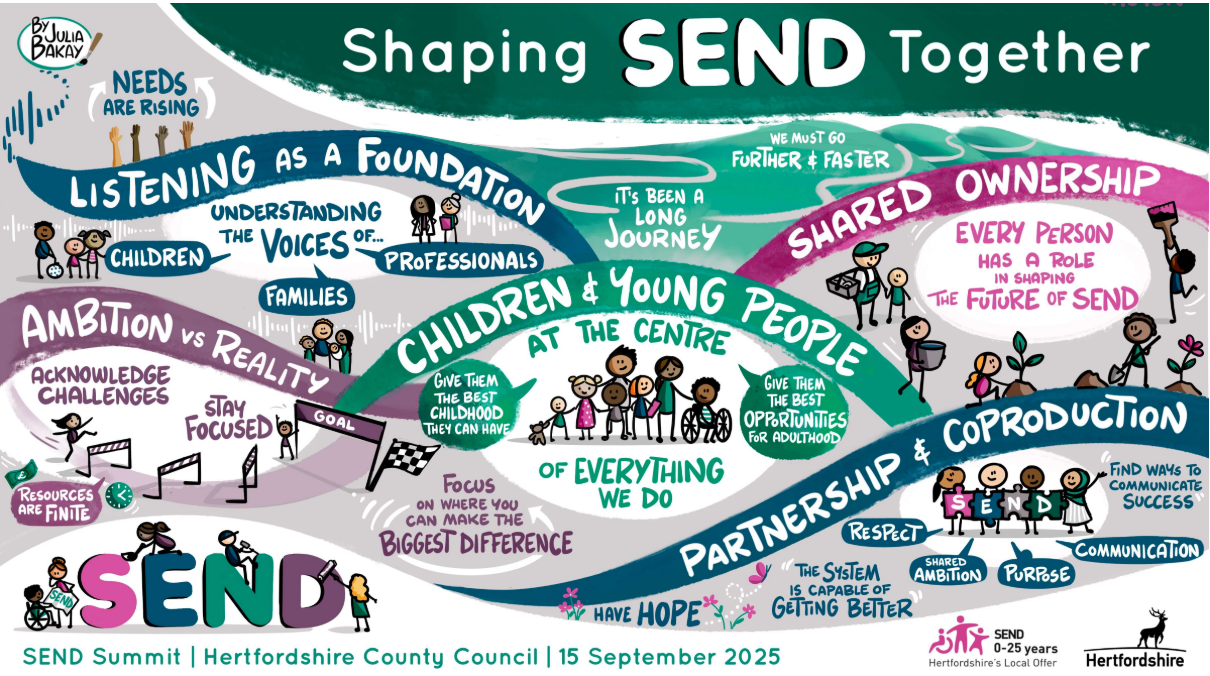 By Julia
Bakay
Shaping SEND Together
NEEDS
ARE RISING
WE MUST GO
FURTHER & FASTER
IT'S BEEN A
LONG
JOURNEY
LISTENING AS A FOUNDATION
UNDERSTANDING
THE VOICES OF...
CHILDREN
PROFESSIONALS
FAMILIES
SHARED OWNERSHIP
EVERY PERSON
HAS A ROLE
IN SHAPING
THE FUTURE OF SEND
AMBITION VS REALITY
ACKNOWLEDGE
CHALLENGES
STAY
FOCUSED
GOAL
£
RESOURCES
ARE FINITE
CHILDREN & YOUNG PEOPLE
AT THE CENTRE
GIVE THEM
THE BEST
CHILDHOOD
THEY CAN HAVE
GIVE THEM
THE BEST
OPPORTUNITIES
FOR ADULTHOOD
OF EVERYTHING
WE DO
FOCUS
ON WHERE YOU
CAN MAKE THE
BIGGEST DIFFERENCE
PARTNERSHIP & COPRODUCTION
SEND
FIND WAYS TO
COMMUNICATE
SUCCESS
RESPECT
SHARED
AMBITION
PURPOSE
COMMUNICATION
"THE SYSTEM
IS CAPABLE OF
GETTING BETTER"
HAVE HOPE
SEND
SEND
SEND Summit | Hertfordshire County Council | 15 September 2025
SEND
0-25 years
Hertfordshire's Local Offer
Hertfordshire